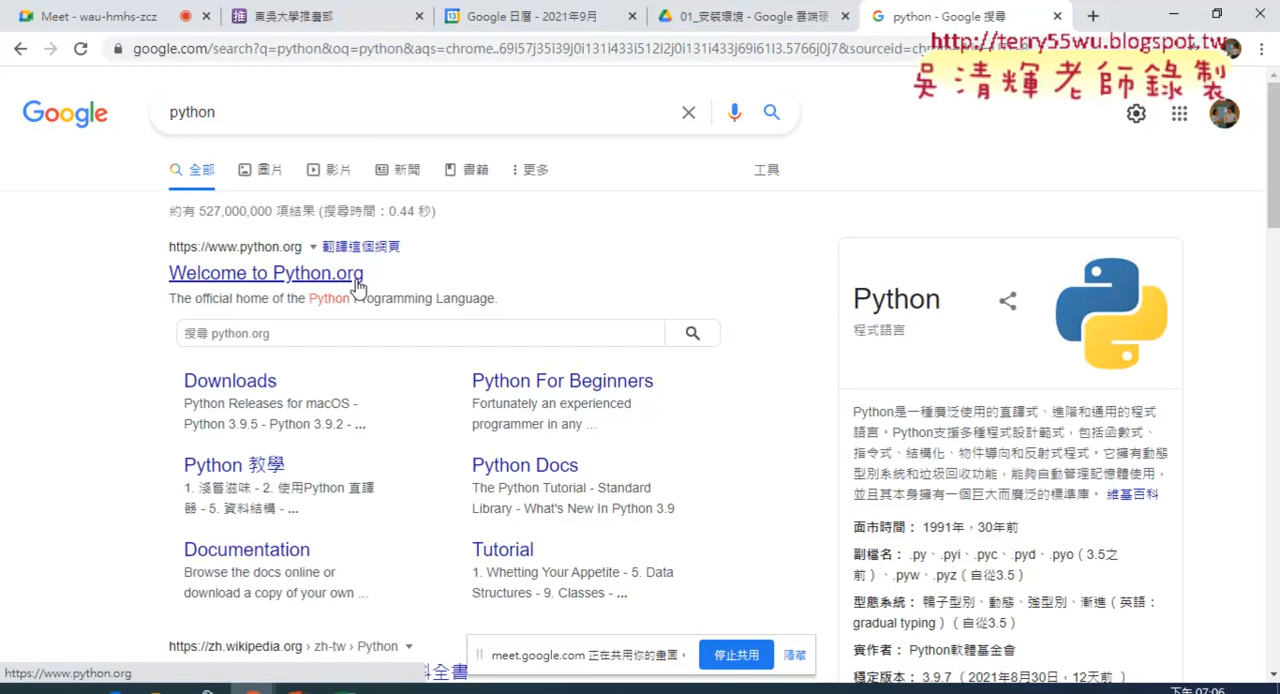 Meet - wau-hmhs-zcz
東吳大學推廣部
Google 日曆 - 2021年9月
01_安裝環境 - Google 雲端硬
python - Google 搜尋
google.com/search?q=python&oq=python&aqs=chrome..69i57j35i39j0i131i433i512l2j0i131i433j69i61l3.5766j0j7&sourceid=ch
http://terry55wu.blogspot.tw
吳清輝老師錄製
Google
python
全部
圖片
影片
新聞
書籍
更多
工具
約有 527,000,000 項結果 (搜尋時間：0.44 秒)
https://www.python.org 翻譯這個網頁
Welcome to Python.org
The official home of the Python Programming Language.
搜尋 python.org
Downloads
Python Releases for macOS -
Python 3.9.5 - Python 3.9.2 - ...
Python For Beginners
Fortunately an experienced
programmer in any ...
Python 教學
1. 淺嘗滋味 - 2. 使用Python 直譯
器 - 5. 資料結構 - ...
Python Docs
The Python Tutorial - Standard
Library - What's New In Python 3.9
Documentation
Browse the docs online or
download a copy of your own ...
Tutorial
1. Whetting Your Appetite - 5. Data
Structures - 9. Classes - ...
https://zh.wikipedia.org › zh-tw › Python
科全書
Python
程式語言
Python是一種廣泛使用的直譯式、進階和通用的程式
語言。Python支援多種程式設計範式，包括函數式、
指令式、結構化、物件導向和反射式程式。它擁有動態
型別系統和垃圾回收功能，能夠自動管理記憶體使用，
並且其本身擁有一個巨大而廣泛的標準庫。 維基百科
面市時間： 1991年，30年前
副檔名： .py、.pyi、.pyc、.pyd、.pyo（3.5之
前）、.pyw、.pyz（自從3.5）
型態系統： 鴨子型別、動態、強型別、漸進（英語：
gradual typing）（自從3.5）
實作者： Python軟體基金會
穩定版本： 3.9.7（2021年8月30日，12天前）
meet.google.com 正在共用你的畫面。
停止共用
隱藏
https://www.python.org
下午 07:06